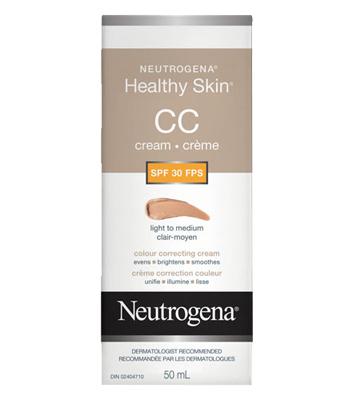 NEUTROGENA®
Healthy Skin®
CC
cream • crème
SPF 30 FPS
light to medium
clair-moyen
colour correcting cream
evens • brightens • smoothes
crème correction couleur
unifie • illumine • lisse
Neutrogena®
DERMATOLOGIST RECOMMENDED
RECOMMANDÉE PAR LES DERMATOLOGUES
DIN 02404710
50 mL